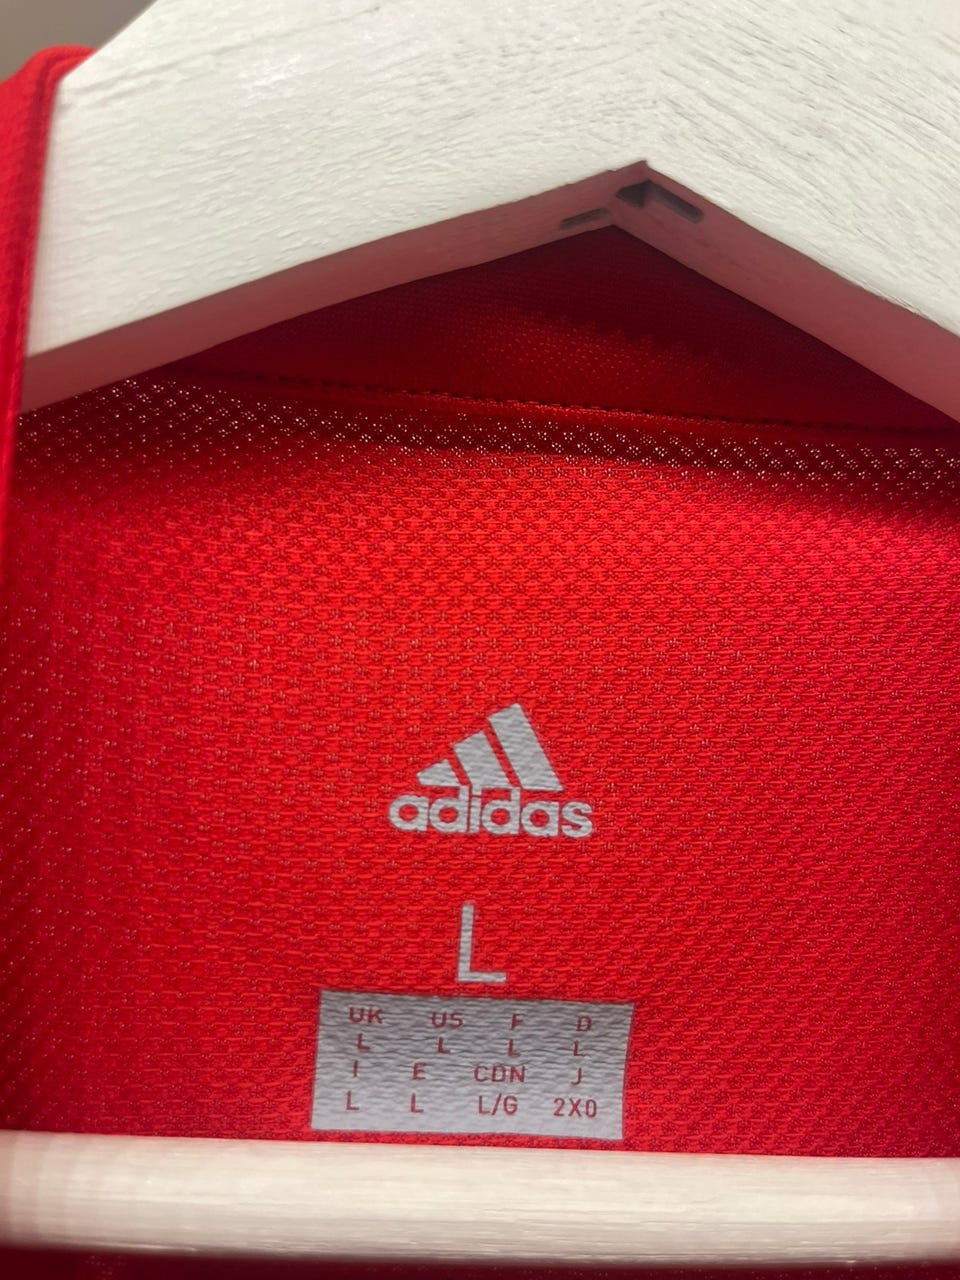 adidas
L
UK US F D
L L L L
I E CDN J
L L L/G 2XO